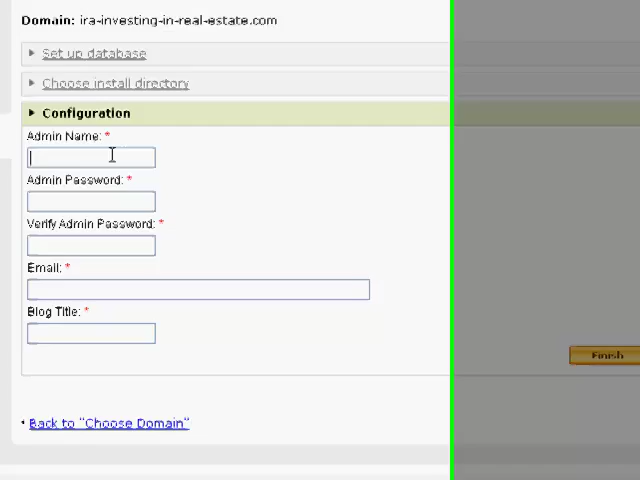 Domain: ira-investing-in-real-estate.com
Set up database
Choose install directory
Configuration
Admin Name: *
Admin Password: *
Verify Admin Password: *
Email: *
Blog Title: *
Finish
• Back to "Choose Domain"